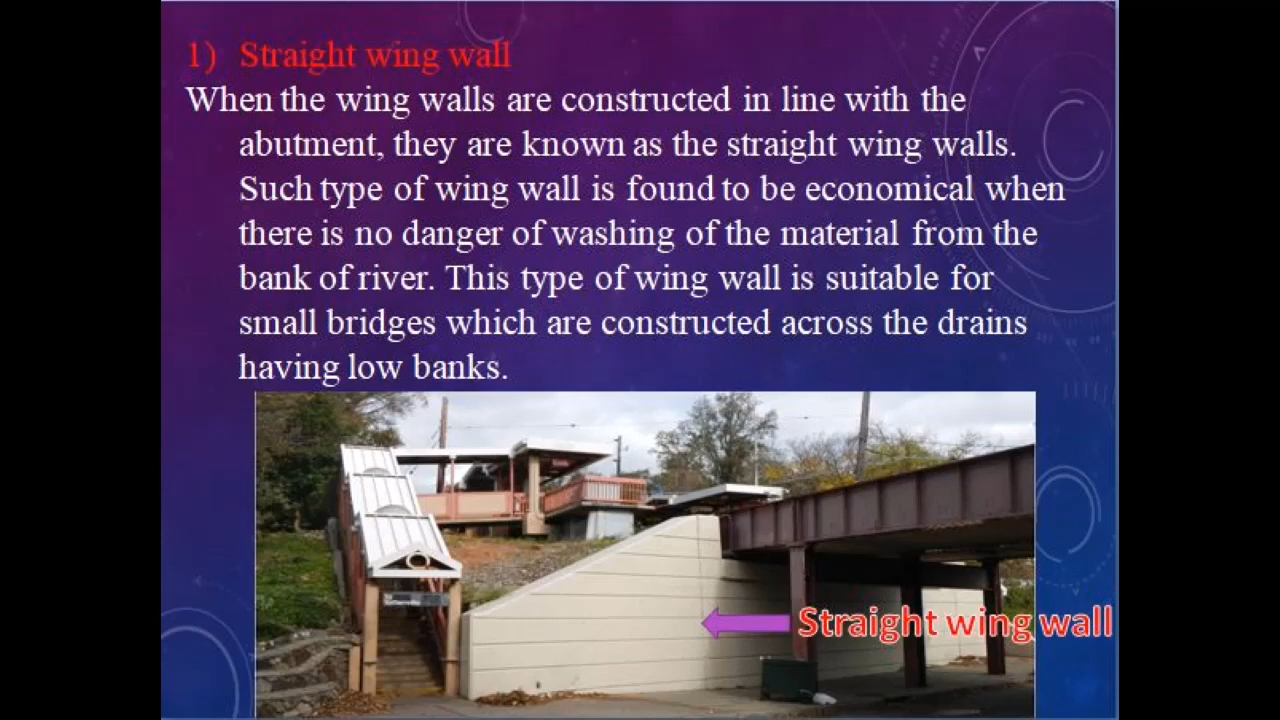 1) Straight wing wall
When the wing walls are constructed in line with the
abutment, they are known as the straight wing walls.
Such type of wing wall is found to be economical when
there is no danger of washing of the material from the
bank of river. This type of wing wall is suitable for
small bridges which are constructed across the drains
having low banks.
Straight wing wall